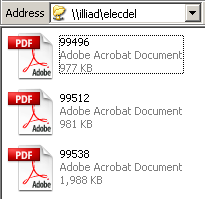 Address \\illiad\elecdel
PDF
Adobe
99496
Adobe Acrobat Document
977 KB
PDF
Adobe
99512
Adobe Acrobat Document
981 KB
PDF
Adobe
99538
Adobe Acrobat Document
1,988 KB